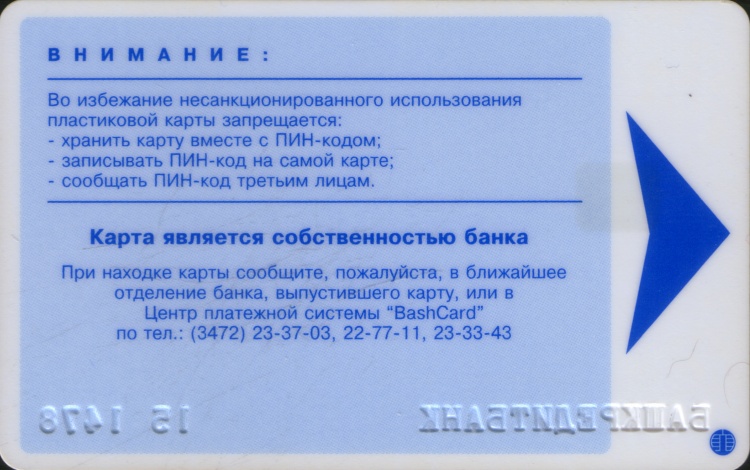 ВНИМАНИЕ:
Во избежание несанкционированного использования
пластиковой карты запрещается:
- хранить карту вместе с ПИН-кодом;
- записывать ПИН-код на самой карте;
- сообщать ПИН-код третьим лицам.
Карта является собственностью банка
При находке карты сообщите, пожалуйста, в ближайшее
отделение банка, выпустившего карту, или в
Центр платежной системы “BashCard”
по тел.: (3472) 23-37-03, 22-77-11, 23-33-43
БАШКРЕДИТБАНК